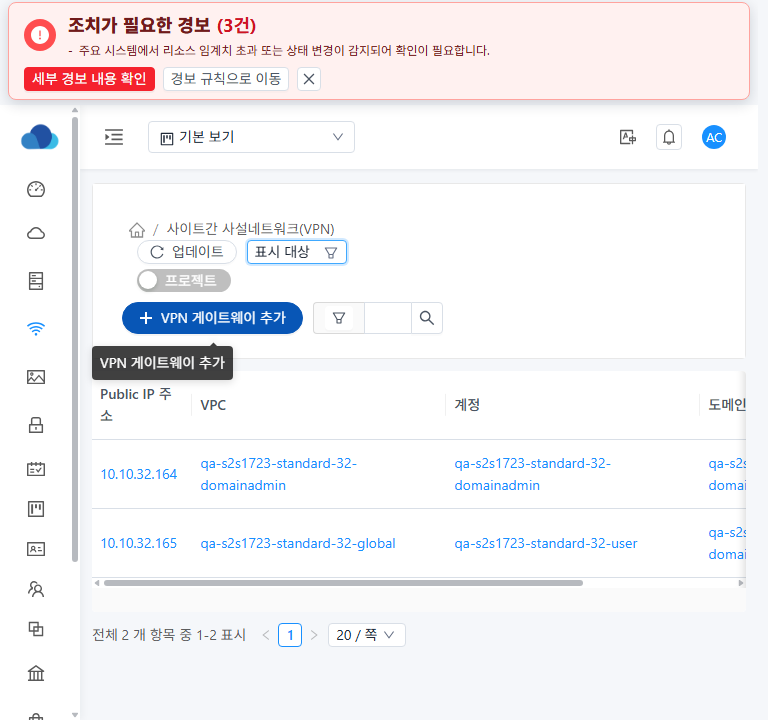 조치가 필요한 경보 (3건)
- 주요 시스템에서 리소스 임계치 초과 또는 상태 변경이 감지되어 확인이 필요합니다.
세부 경보 내용 확인 경보 규칙으로 이동
기본 보기 AC
/ 사이트간 사설네트워크(VPN)
업데이트 표시 대상
프로젝트
VPN 게이트웨이 추가
VPN 게이트웨이 추가
Public IP 주소 VPC 계정 도메인
10.10.32.164 qa-s2s1723-standard-32-domainadmin qa-s2s1723-standard-32-domainadmin qa-s2s domai
10.10.32.165 qa-s2s1723-standard-32-global qa-s2s1723-standard-32-user qa-s2s domai
전체 2 개 항목 중 1-2 표시 < 1 > 20 / 쪽